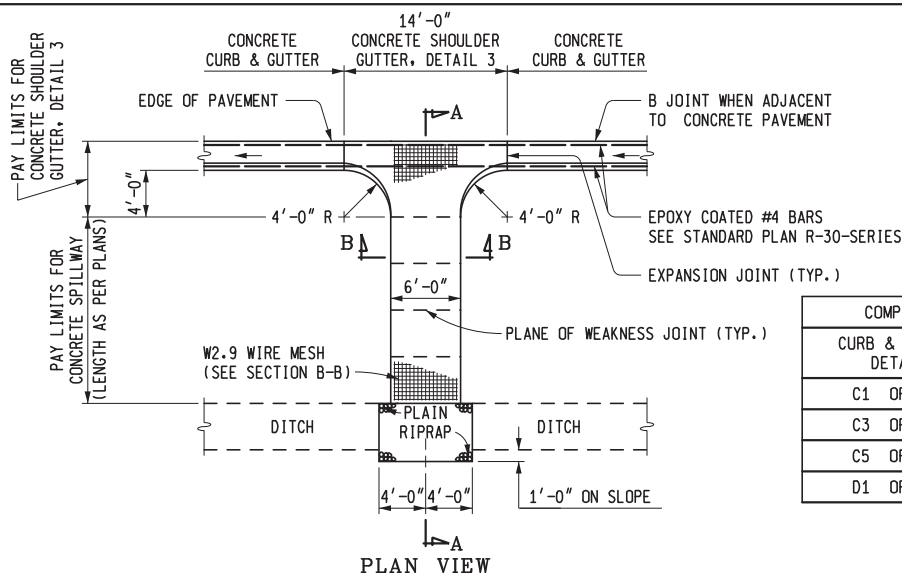 14'-0"
CONCRETE
CURB & GUTTER
CONCRETE SHOULDER
GUTTER, DETAIL 3
CONCRETE
CURB & GUTTER
PAY LIMITS FOR
CONCRETE SHOULDER
GUTTER, DETAIL 3
EDGE OF PAVEMENT
A
B JOINT WHEN ADJACENT
TO CONCRETE PAVEMENT
4'-0"
4'-0" R
4'-0" R
EPOXY COATED #4 BARS
SEE STANDARD PLAN R-30-SERIES
B
B
EXPANSION JOINT (TYP.)
PAY LIMITS FOR
CONCRETE SPILLWAY
(LENGTH AS PER PLANS)
6'-0"
PLANE OF WEAKNESS JOINT (TYP.)
W2.9 WIRE MESH
(SEE SECTION B-B)
COMP
CURB &
DETA
C1 OF
C3 OF
C5 OF
D1 OF
DITCH
PLAIN
RIPRAP
DITCH
4'-0"
4'-0"
1'-0" ON SLOPE
A
PLAN VIEW